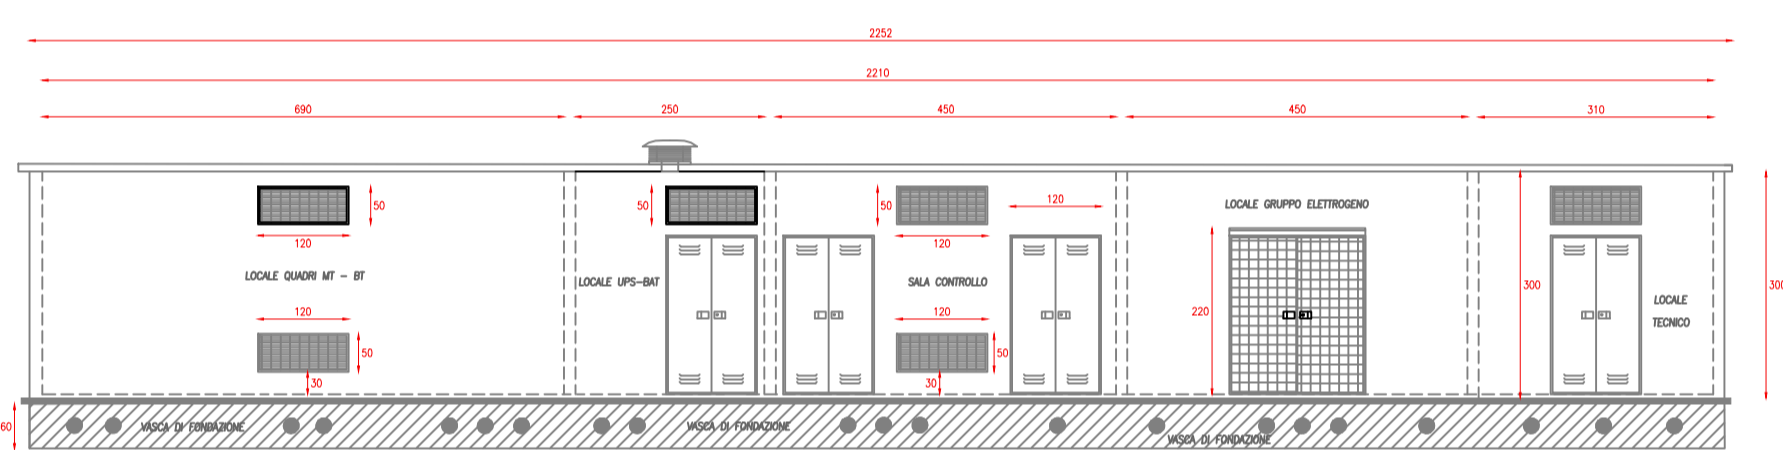 2252
2210
690 250 450 450 310
50 50 50 120
LOCALE GRUPPO ELETTROGENO
120 120
LOCALE QUADRI MT - BT LOCALE UPS-BAT SALA CONTROLLO 300 300
LOCALE
TECNICO
120 120 220
50 50
30 30
60 VASCA DI FONDAZIONE VASCA DI FONDAZIONE VASCA DI FONDAZIONE